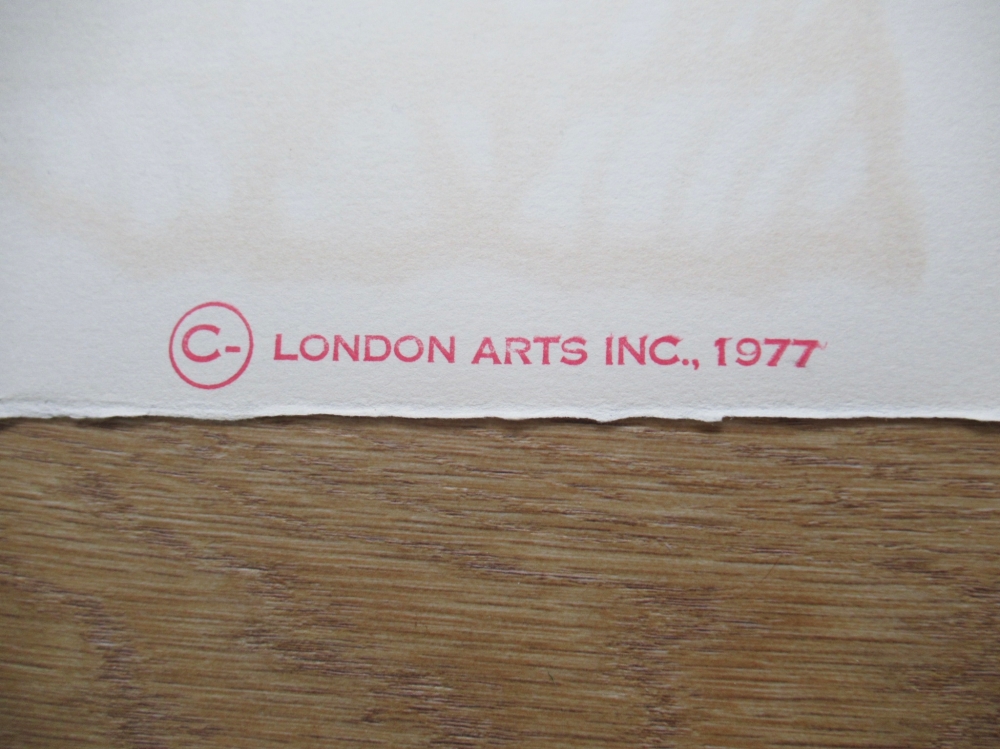 C- LONDON ARTS INC., 1977